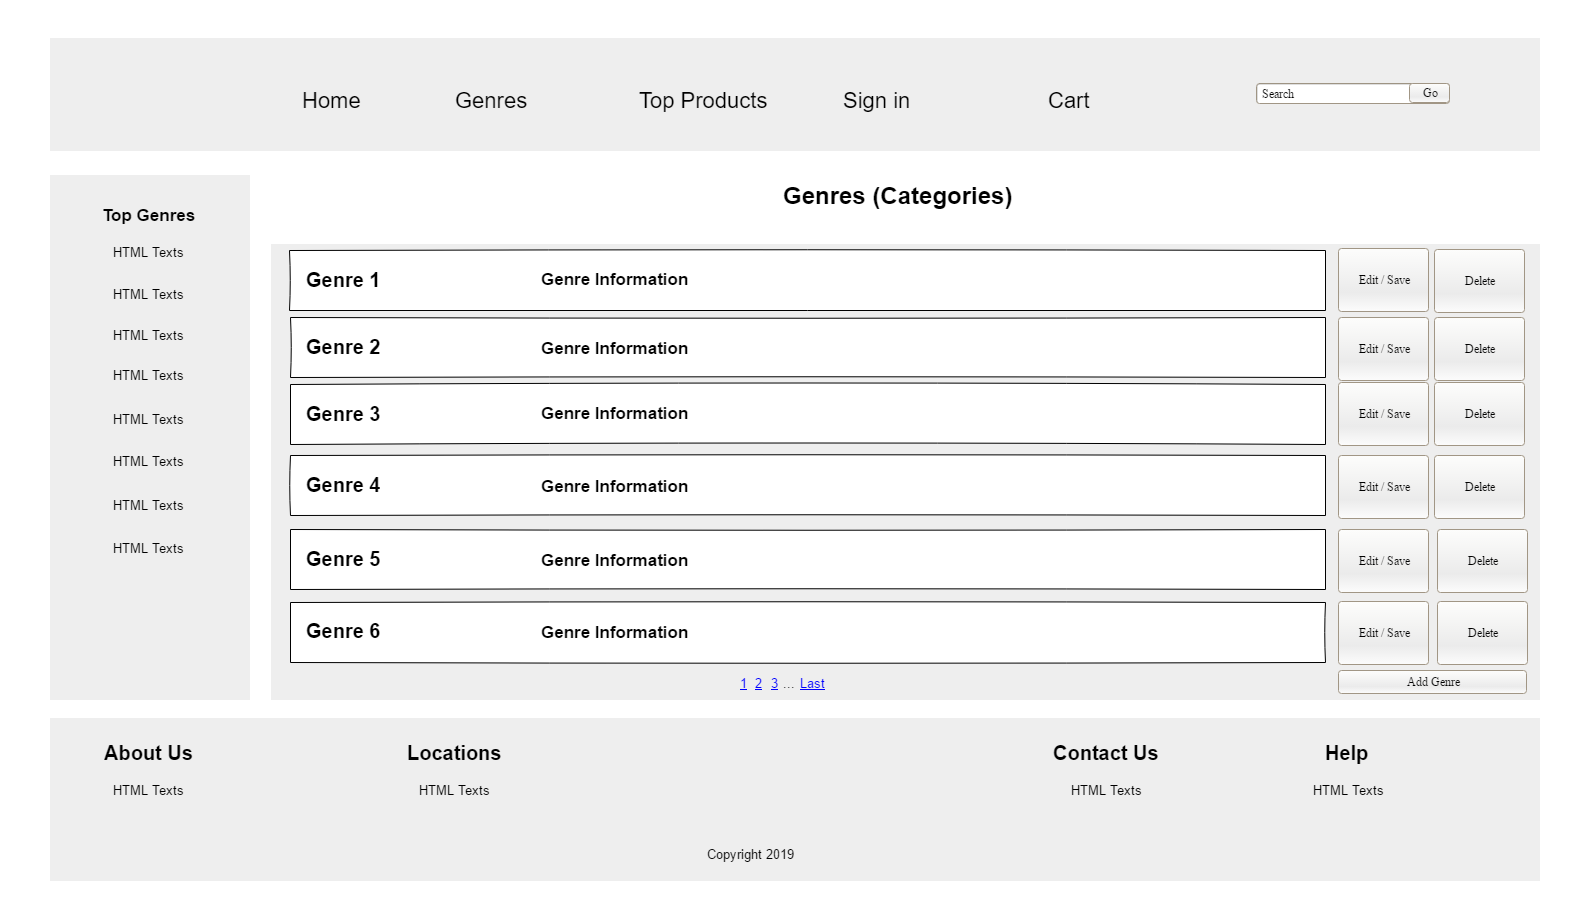 Home Genres Top Products Sign in Cart Search Go
Top Genres
HTML Texts
HTML Texts
HTML Texts
HTML Texts
HTML Texts
HTML Texts
HTML Texts
HTML Texts
Genres (Categories)
Genre 1 Genre Information Edit / Save Delete
Genre 2 Genre Information Edit / Save Delete
Genre 3 Genre Information Edit / Save Delete
Genre 4 Genre Information Edit / Save Delete
Genre 5 Genre Information Edit / Save Delete
Genre 6 Genre Information Edit / Save Delete
1 2 3 ... Last Add Genre
About Us Locations Contact Us Help
HTML Texts HTML Texts HTML Texts HTML Texts
Copyright 2019